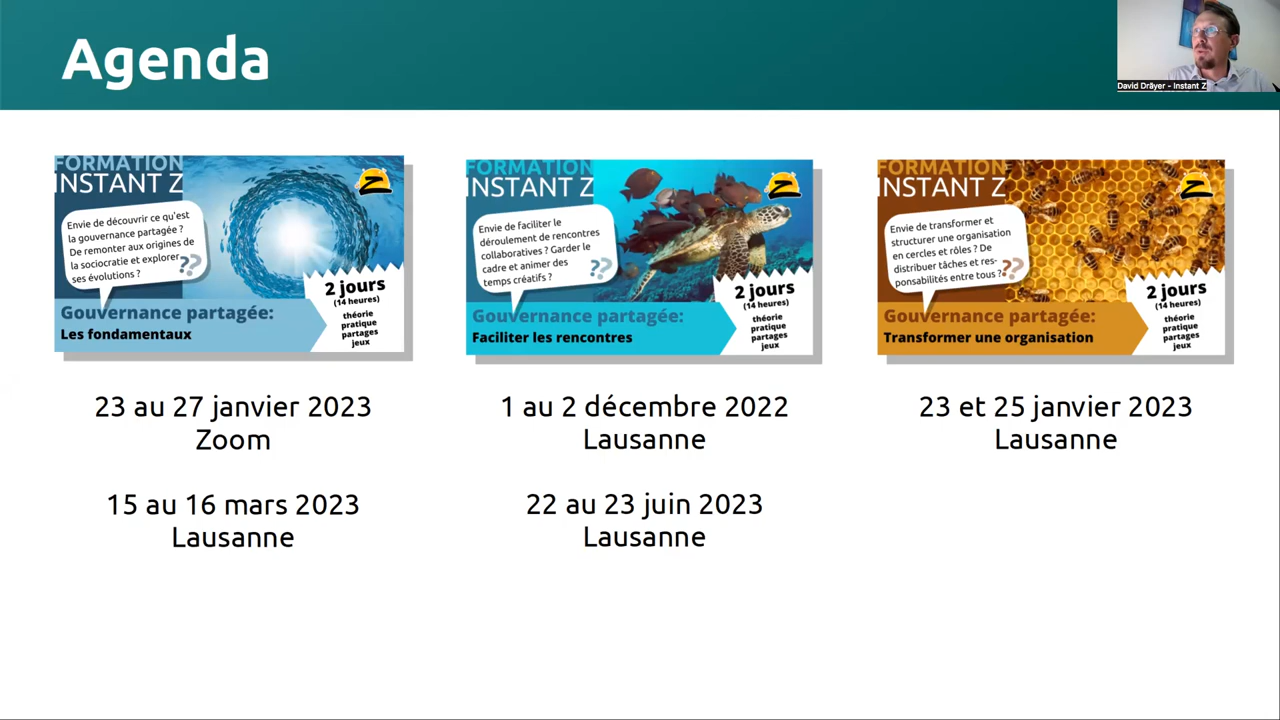 Agenda
David Dräyer - Instant Z
FORMATION
INSTANT Z
Z
Envie de découvrir ce qu'est
la gouvernance partagée ?
De remonter aux origines de
la sociocratie et explorer
ses évolutions ?
??
2 jours
(14 heures)
théorie
pratique
partages
jeux
Gouvernance partagée:
Les fondamentaux
23 au 27 janvier 2023
Zoom
15 au 16 mars 2023
Lausanne
FORMATION
INSTANT Z
Z
Envie de faciliter le
déroulement de rencontres
collaboratives ? Garder le
cadre et animer des
temps créatifs ?
??
2 jours
(14 heures)
théorie
pratique
partages
jeux
Gouvernance partagée:
Faciliter les rencontres
1 au 2 décembre 2022
Lausanne
22 au 23 juin 2023
Lausanne
FORMATION
INSTANT Z
Z
Envie de transformer et
structurer une organisation
en cercles et rôles ? De
distribuer tâches et res-
ponsabilités entre tous ?
??
2 jours
(14 heures)
théorie
pratique
partages
jeux
Gouvernance partagée:
Transformer une organisation
23 et 25 janvier 2023
Lausanne